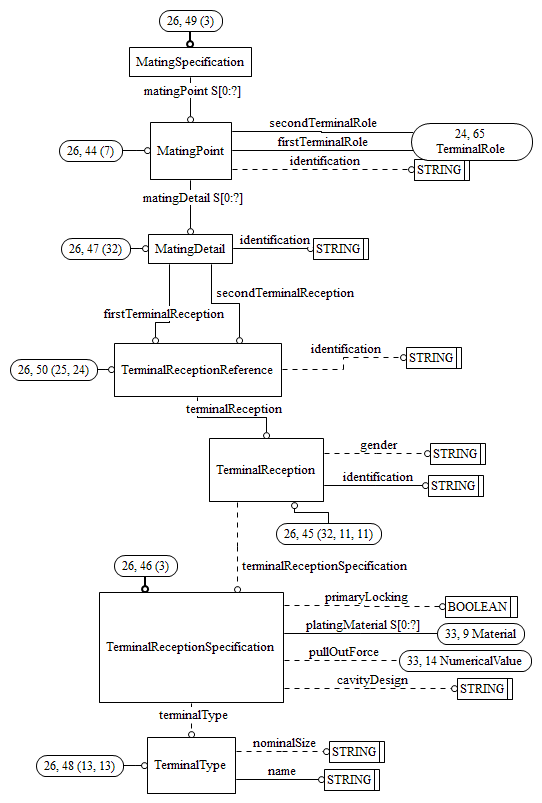 26, 49 (3)
MatingSpecification
matingPoint S[0:?]
secondTerminalRole
24, 65
TerminalRole
firstTerminalRole
26, 44 (7)
MatingPoint
identification
STRING
matingDetail S[0:?]
identification
26, 47 (32)
MatingDetail
STRING
secondTerminalReception
firstTerminalReception
identification
STRING
26, 50 (25, 24)
TerminalReceptionReference
terminalReception
gender
STRING
TerminalReception
identification
STRING
26, 45 (32, 11, 11)
26, 46 (3)
terminalReceptionSpecification
primaryLocking
BOOLEAN
platingMaterial S[0:?]
33, 9 Material
TerminalReceptionSpecification
pullOutForce
33, 14 NumericalValue
cavityDesign
STRING
terminalType
nominalSize
STRING
26, 48 (13, 13)
TerminalType
name
STRING